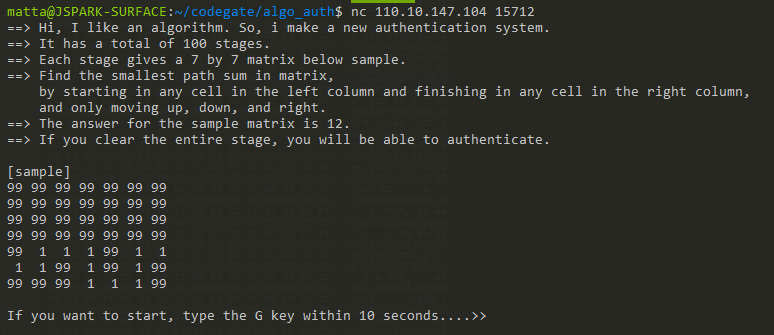 matta@JSPARK-SURFACE:~/codegate/algo_auth$ nc 110.10.147.104 15712
==> Hi, I like an algorithm. So, i make a new authentication system.
==> It has a total of 100 stages.
==> Each stage gives a 7 by 7 matrix below sample.
==> Find the smallest path sum in matrix,
    by starting in any cell in the left column and finishing in any cell in the right column,
    and only moving up, down, and right.
==> The answer for the sample matrix is 12.
==> If you clear the entire stage, you will be able to authenticate.

[sample]
99 99 99 99 99 99 99
99 99 99 99 99 99 99
99 99 99 99 99 99 99
99 99 99 99 99 99 99
99  1  1  1 99  1  1
 1  1 99  1 99  1 99
99 99 99  1  1  1 99

If you want to start, type the G key within 10 seconds....>>